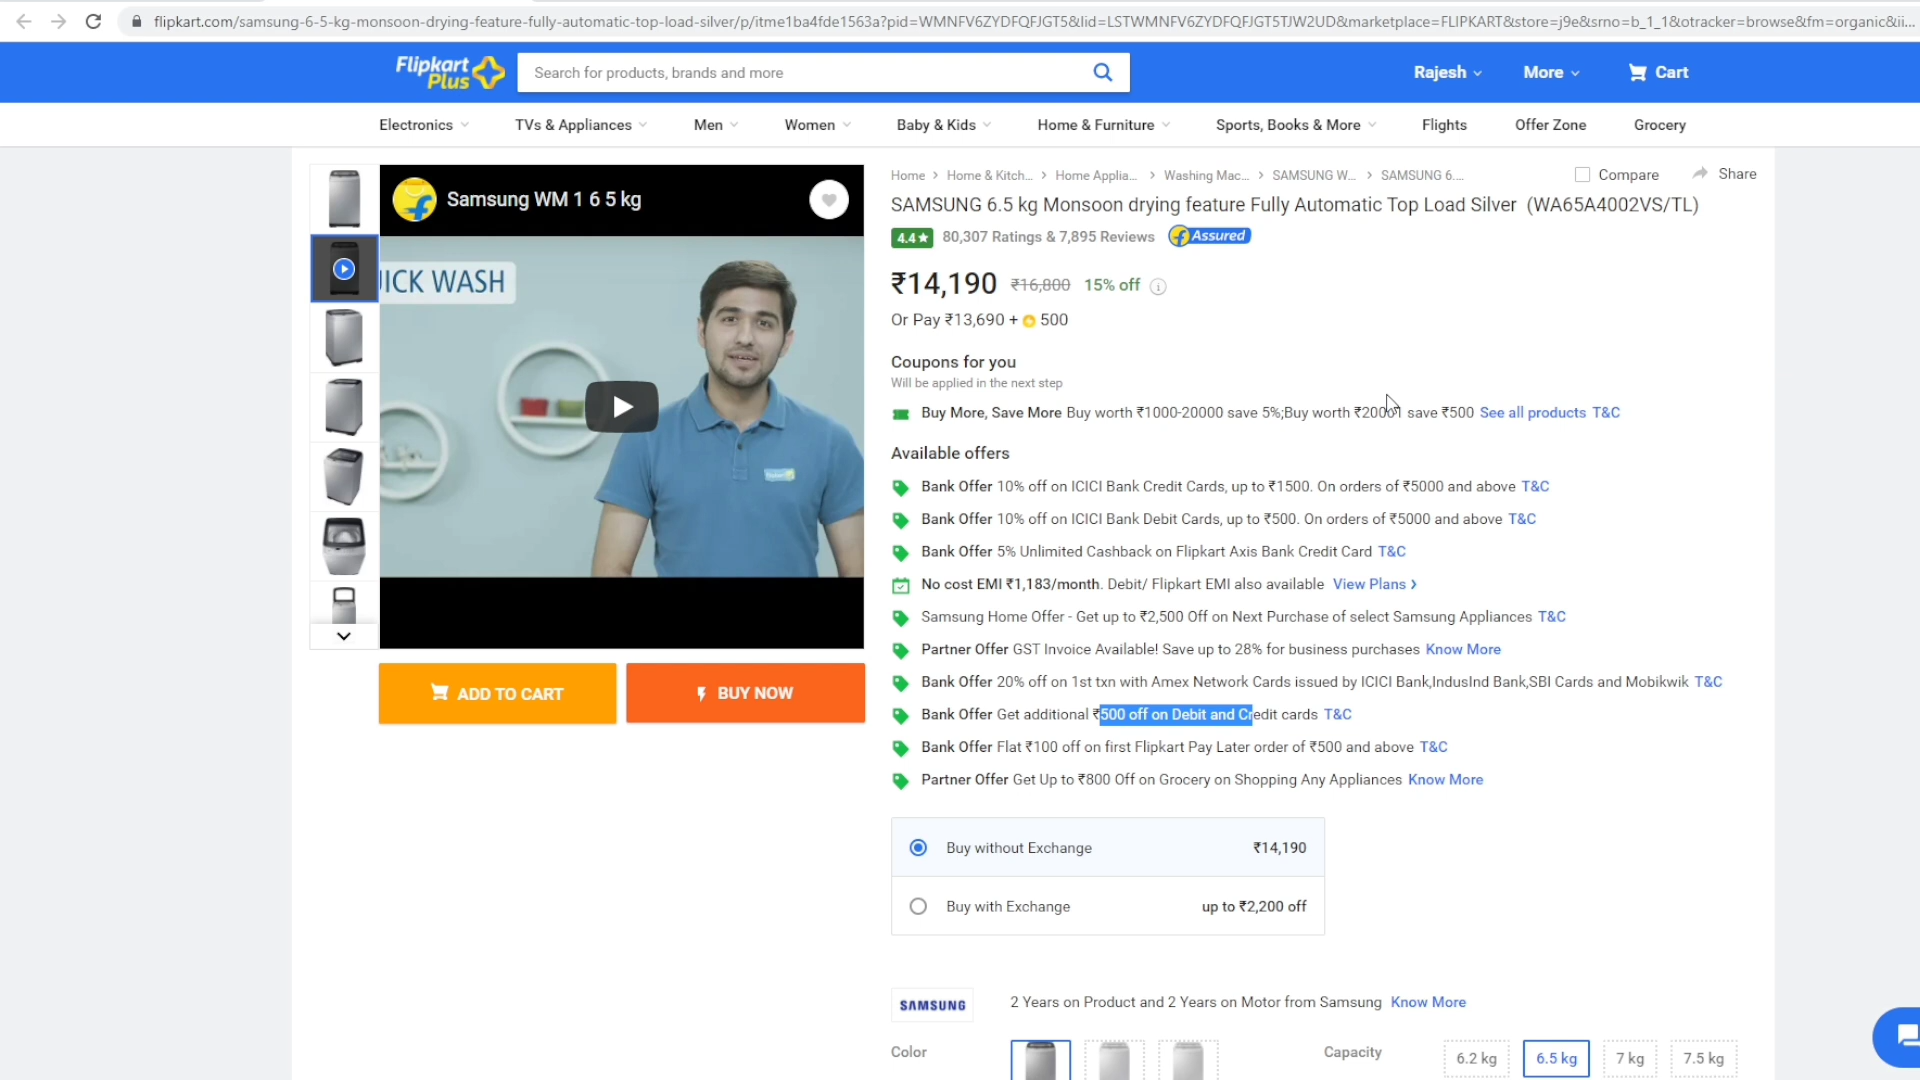 flipkart.com/samsung-6-5-kg-monsoon-drying-feature-fully-automatic-top-load-silver/p/itme1ba4fde1563a?pid=WMNFV6ZYDFQFJGT5&lid=LSTWMNFV6ZYDFQFJGT5TJW2UD&marketplace=FLIPKART&store=j9e&srno=b_1_1&otracker=browse&fm=organic&ii...
Flipkart Plus
Search for products, brands and more
Rajesh More Cart
Electronics TVs & Appliances Men Women Baby & Kids Home & Furniture Sports, Books & More Flights Offer Zone Grocery
Samsung WM 1 6 5 kg
UICK WASH
Home > Home & Kitch... > Home Applia... > Washing Mac... > SAMSUNG W... > SAMSUNG 6....
Compare Share
SAMSUNG 6.5 kg Monsoon drying feature Fully Automatic Top Load Silver (WA65A4002VS/TL)
4.4★ 80,307 Ratings & 7,895 Reviews Assured
₹14,190 ₹16,800 15% off
Or Pay ₹13,690 + 500
Coupons for you
Will be applied in the next step
Buy More, Save More Buy worth ₹1000-20000 save 5%;Buy worth ₹20001 save ₹500 See all products T&C
Available offers
Bank Offer 10% off on ICICI Bank Credit Cards, up to ₹1500. On orders of ₹5000 and above T&C
Bank Offer 10% off on ICICI Bank Debit Cards, up to ₹500. On orders of ₹5000 and above T&C
Bank Offer 5% Unlimited Cashback on Flipkart Axis Bank Credit Card T&C
No cost EMI ₹1,183/month. Debit/ Flipkart EMI also available View Plans >
Samsung Home Offer - Get up to ₹2,500 Off on Next Purchase of select Samsung Appliances T&C
Partner Offer GST Invoice Available! Save up to 28% for business purchases Know More
Bank Offer 20% off on 1st txn with Amex Network Cards issued by ICICI Bank,IndusInd Bank,SBI Cards and Mobikwik T&C
Bank Offer Get additional ₹500 off on Debit and Credit cards T&C
Bank Offer Flat ₹100 off on first Flipkart Pay Later order of ₹500 and above T&C
Partner Offer Get Up to ₹800 Off on Grocery on Shopping Any Appliances Know More
ADD TO CART BUY NOW
Buy without Exchange ₹14,190
Buy with Exchange up to ₹2,200 off
SAMSUNG 2 Years on Product and 2 Years on Motor from Samsung Know More
Color
Capacity 6.2 kg 6.5 kg 7 kg 7.5 kg